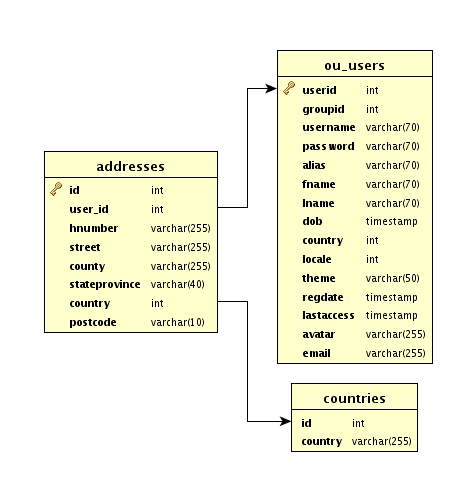 ou_users
userid int
groupid int
username varchar(70)
password varchar(70)
alias varchar(70)
fname varchar(70)
lname varchar(70)
dob timestamp
country int
locale int
theme varchar(50)
regdate timestamp
lastaccess timestamp
avatar varchar(255)
email varchar(255)
addresses
id int
user_id int
hnumber varchar(255)
street varchar(255)
county varchar(255)
stateprovince varchar(40)
country int
postcode varchar(10)
countries
id int
country varchar(255)